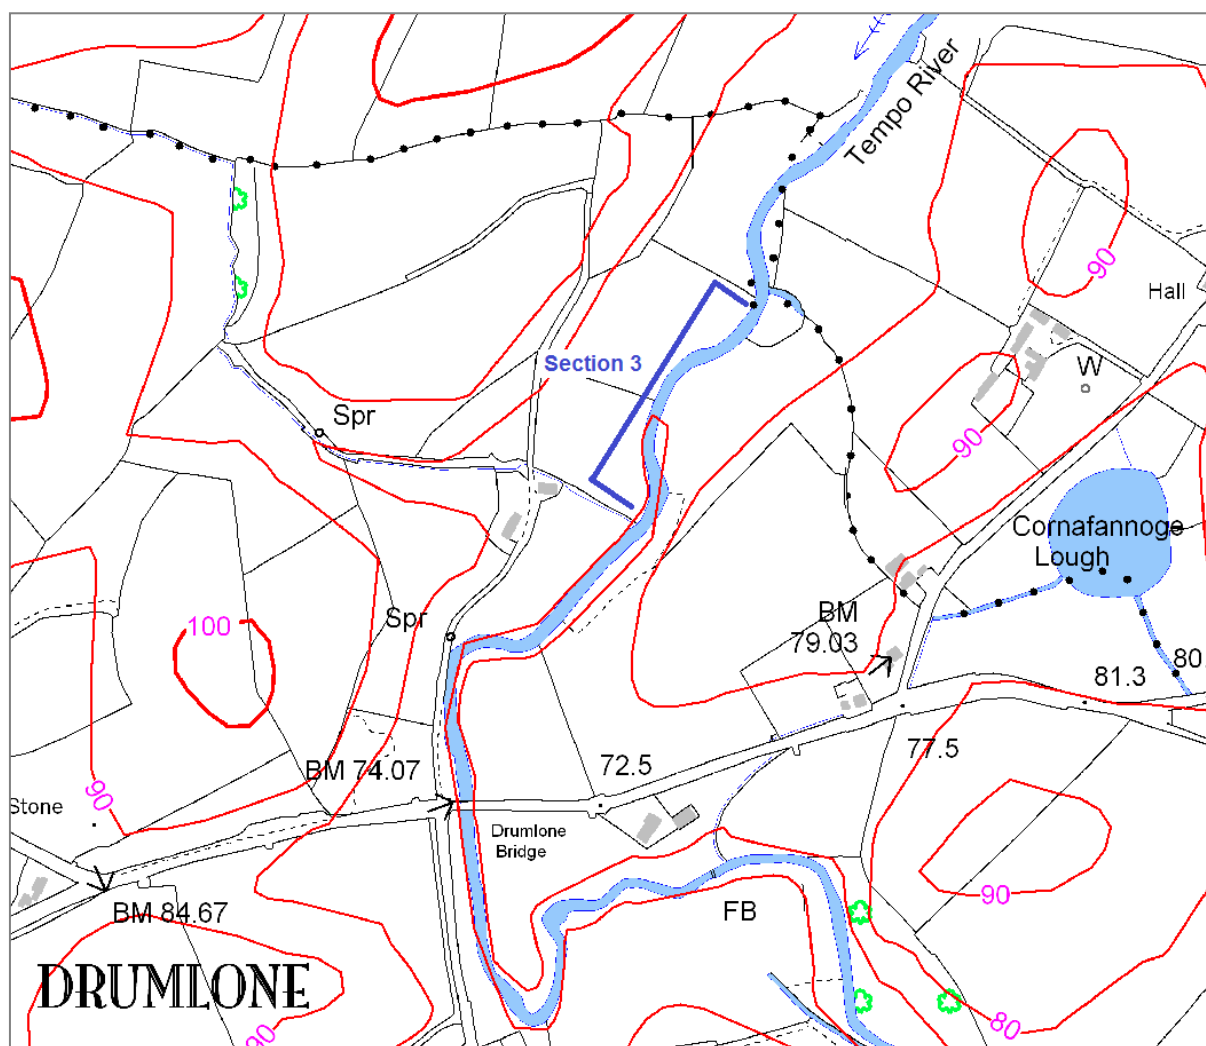 Tempo River
90
Hall
Section 3
W
Spr
90
Cornafannoge
Lough
100
Spr
BM
79.03
80.
81.3
77.5
BM 74.07
72.5
90
Stone
Drumlone
Bridge
BM 84.67
FB
90
DRUMLONE
90
80